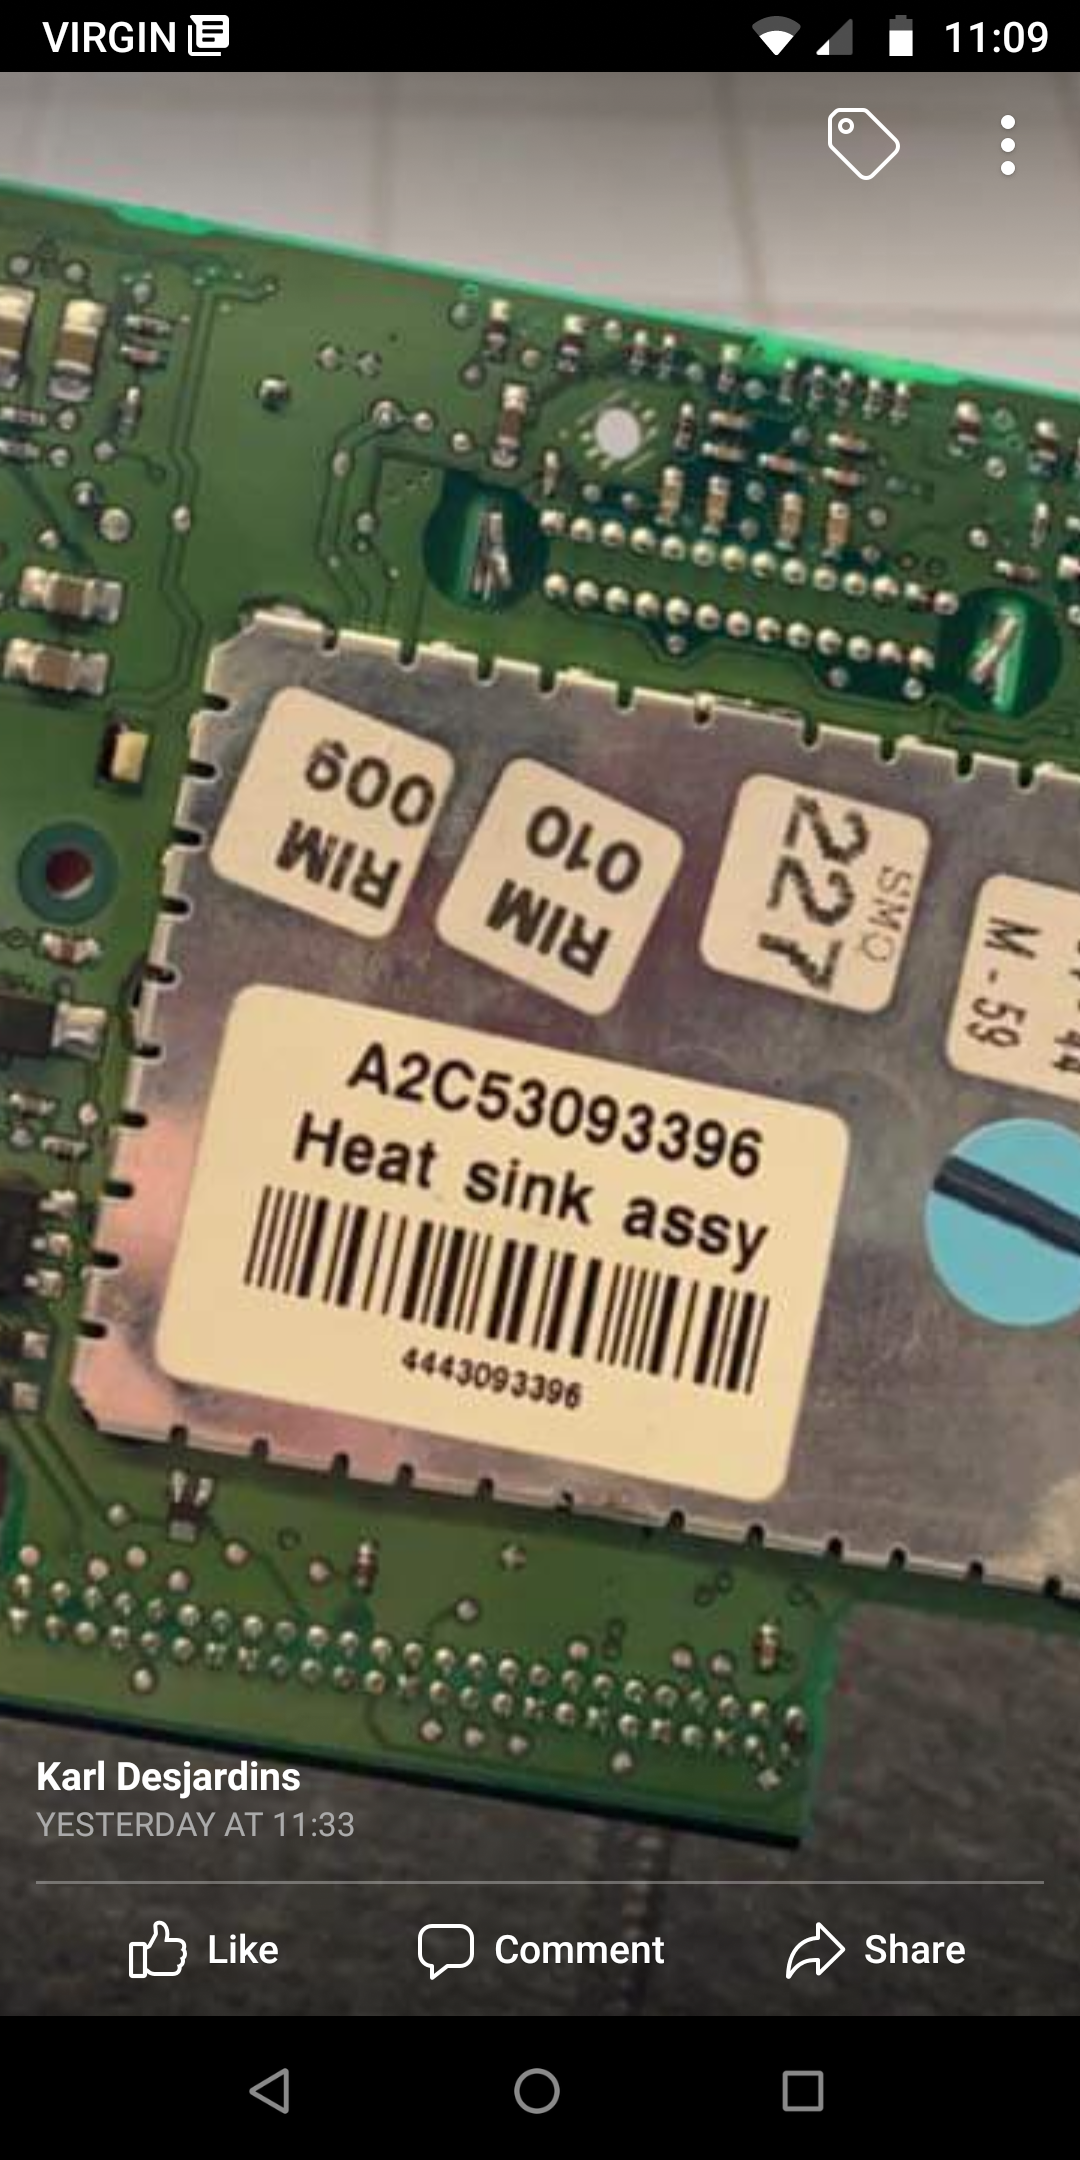 VIRGIN
11:09
RIM
009
RIM
010
SMO
227
M - 59
A2C53093396
Heat sink assy
4443093396
Karl Desjardins
YESTERDAY AT 11:33
Like
Comment
Share